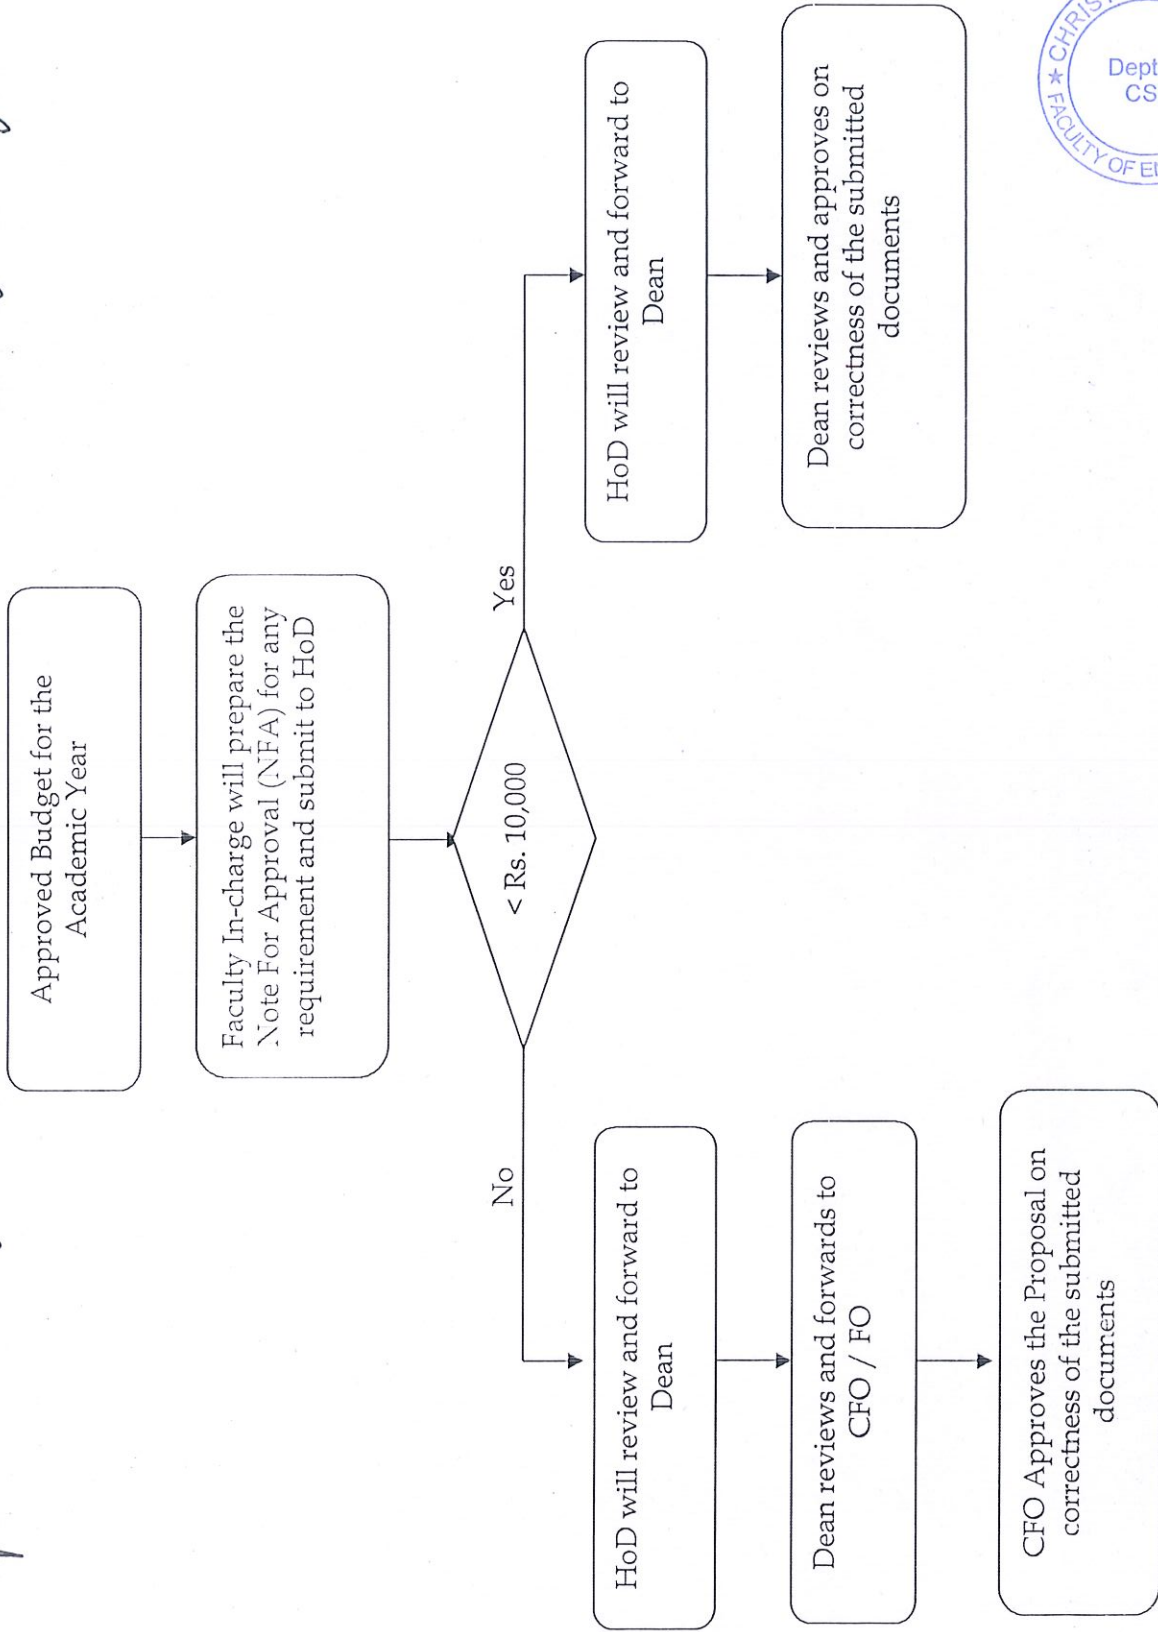 Approved Budget for the
Academic Year
Faculty In-charge will prepare the
Note For Approval (NFA) for any
requirement and submit to HoD
< Rs. 10,000
No
Yes
HoD will review and forward to
Dean
Dean reviews and forwards to
CFO / FO
CFO Approves the Proposal on
correctness of the submitted
documents
HoD will review and forward to
Dean
Dean reviews and approves on
correctness of the submitted
documents
★ CHRIS
FACULTY OF
Dept
CS